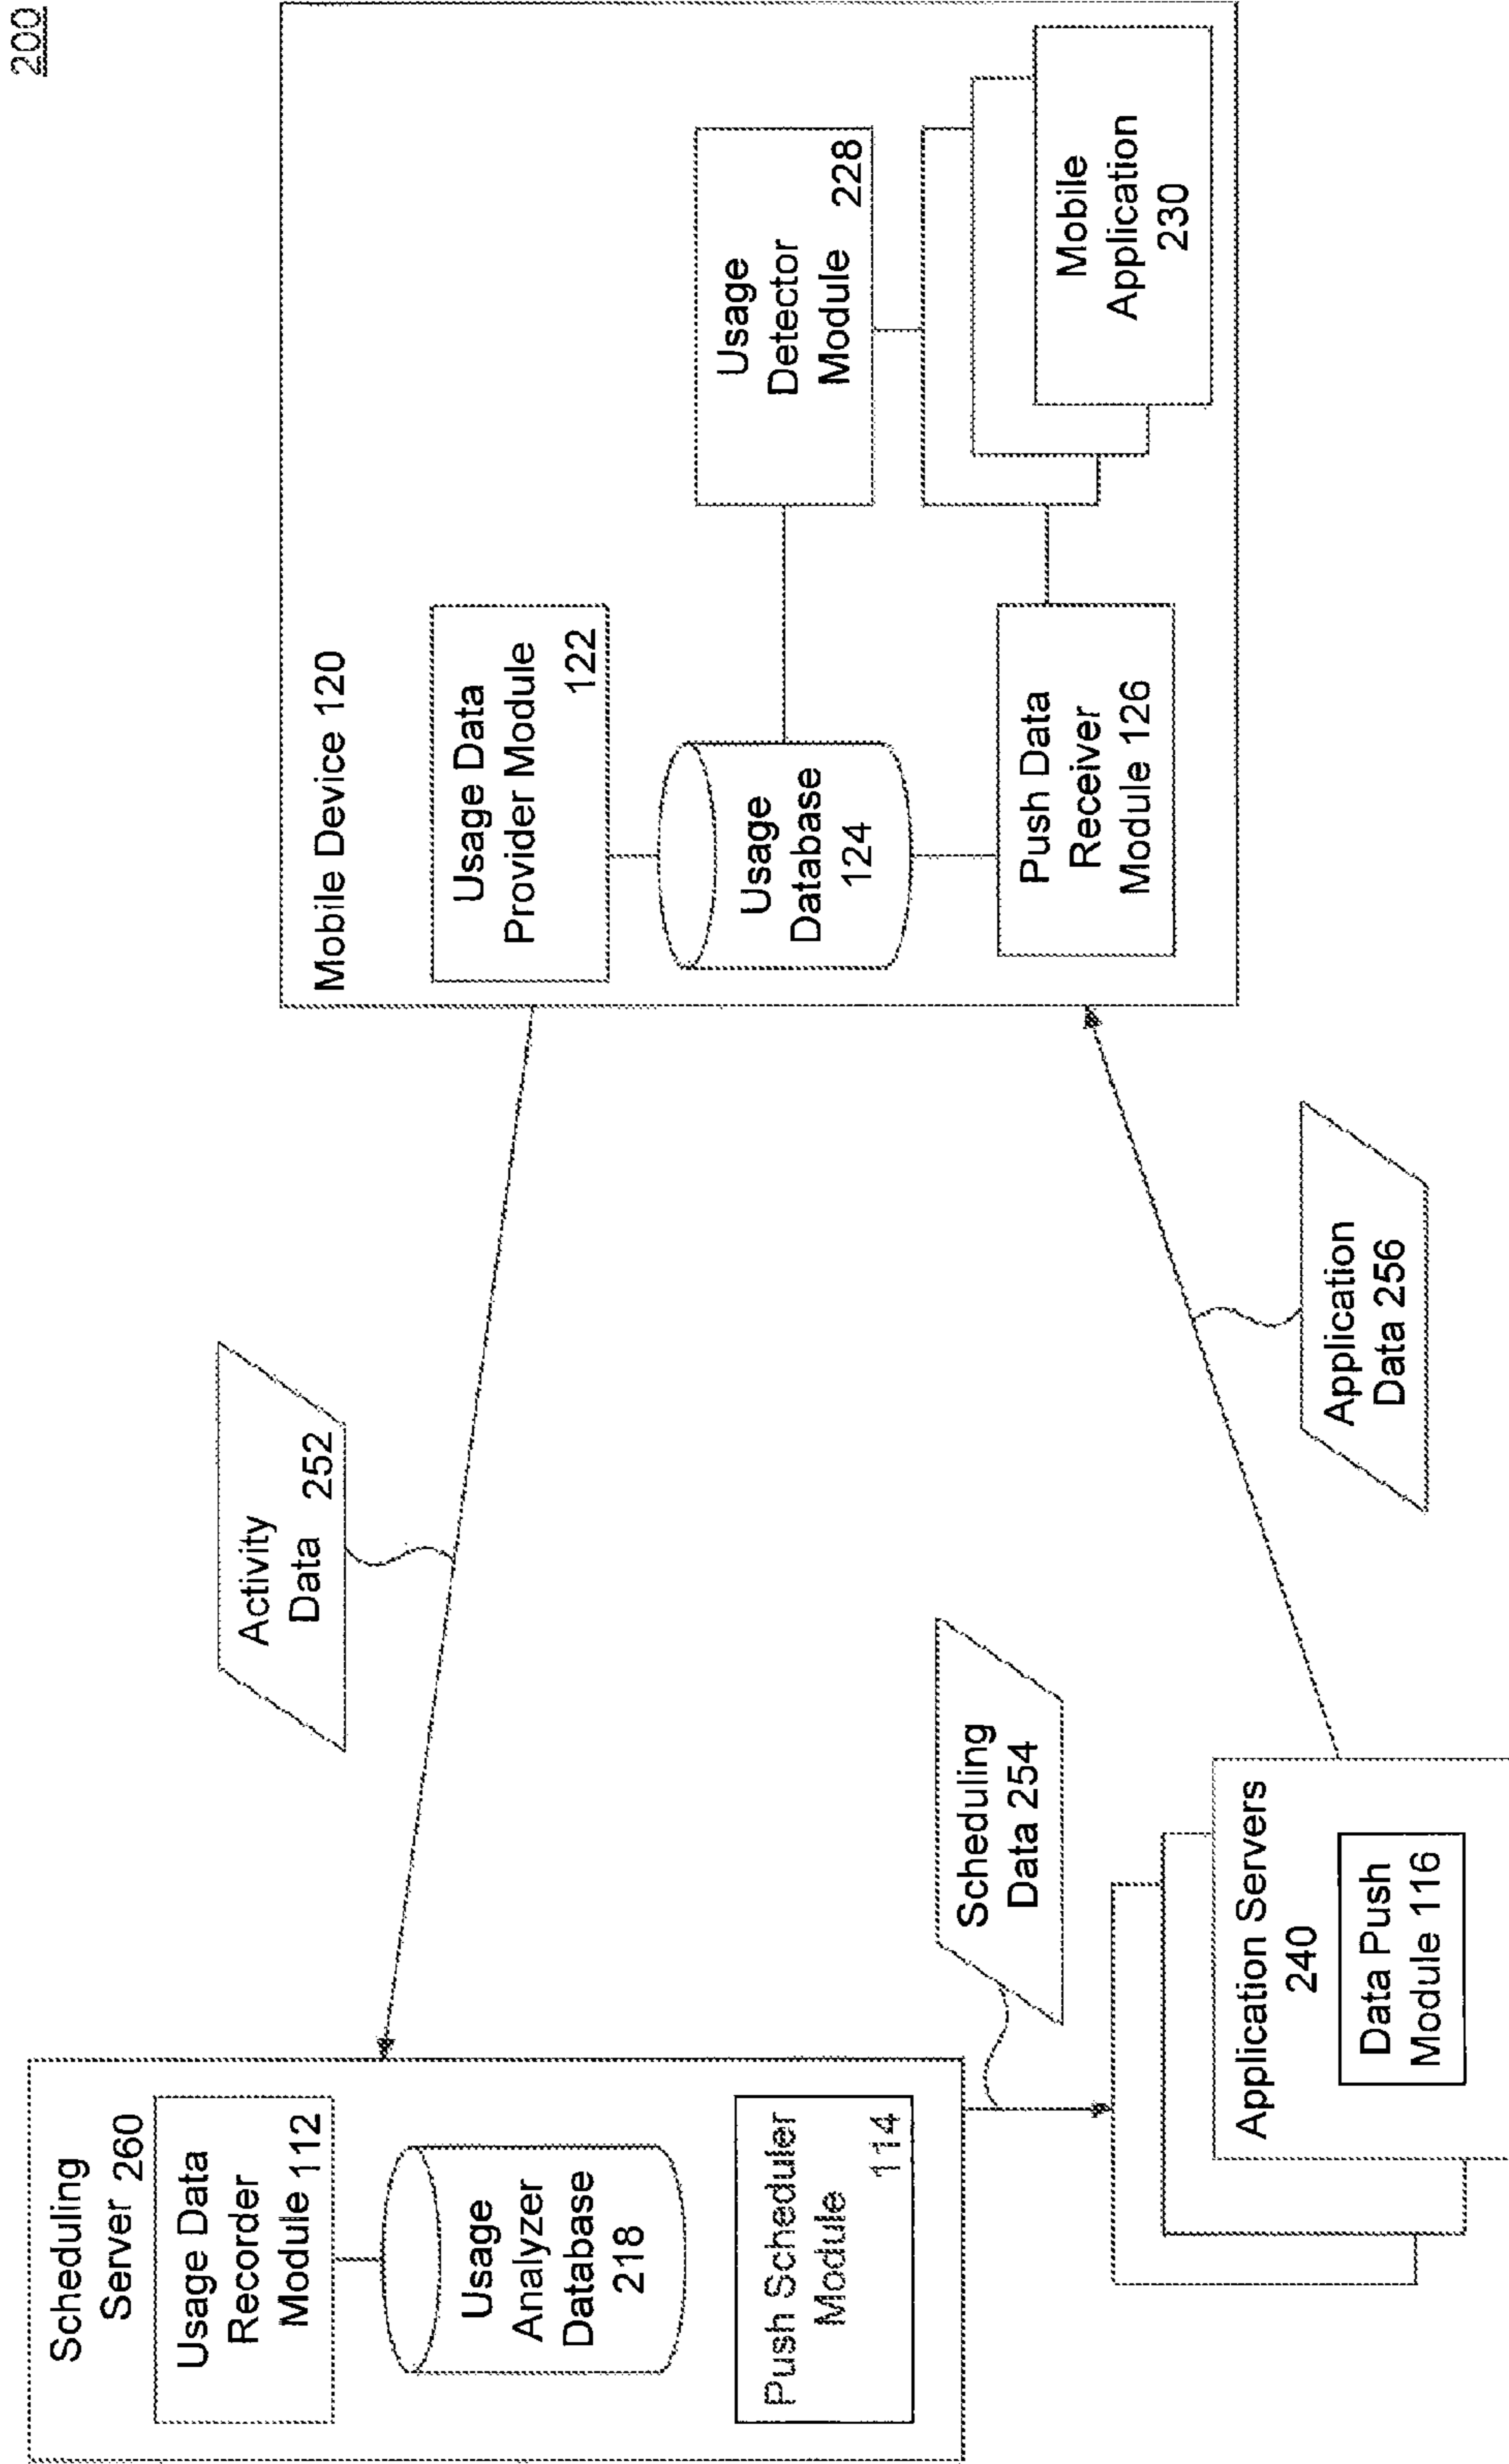 200
Scheduling
Server 260
Usage Data
Recorder
Module 112
Usage
Analyzer
Database
218
Push Scheduler
Module
114
Activity
Data 252
Scheduling
Data 254
Application Servers
240
Data Push
Module 116
Application
Data 256
Mobile Device 120
Usage Data
Provider Module
122
Usage
Database
124
Push Data
Receiver
Module 126
Usage
Detector
Module 228
Mobile
Application
230